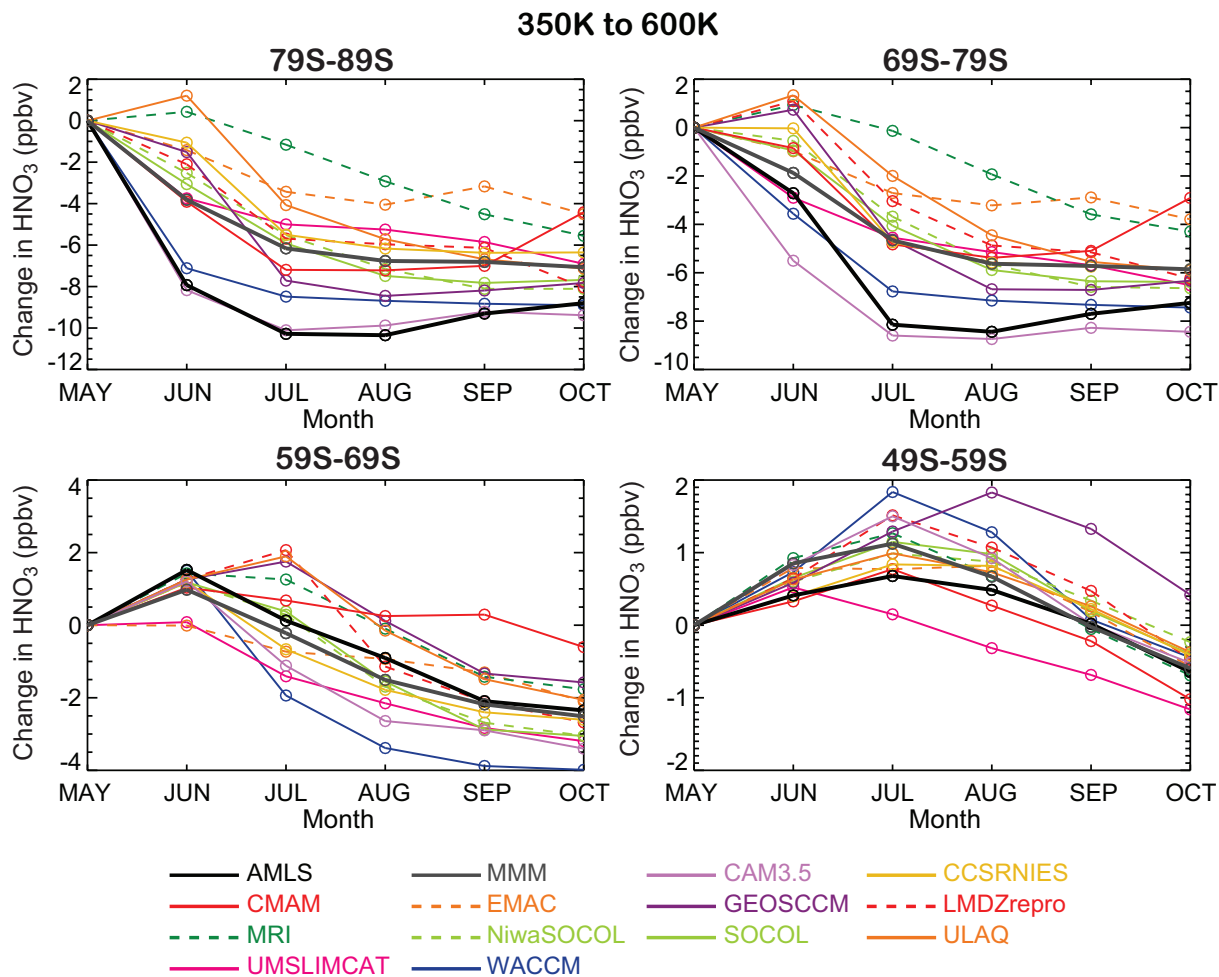 350K to 600K
79S-89S
69S-79S
Change in HNO3 (ppbv)
2
0
-2
-4
-6
-8
-10
-12
MAY JUN JUL AUG SEP OCT
Month
Change in HNO3 (ppbv)
2
0
-2
-4
-6
-8
-10
MAY JUN JUL AUG SEP OCT
Month
59S-69S
49S-59S
Change in HNO3 (ppbv)
4
2
0
-2
-4
MAY JUN JUL AUG SEP OCT
Month
Change in HNO3 (ppbv)
2
1
0
-1
-2
MAY JUN JUL AUG SEP OCT
Month
AMLS MMM CAM3.5 CCSRNIES
CMAM EMAC GEOSCCM LMDZrepro
MRI NiwaSOCOL SOCOL ULAQ
UMSLIMCAT WACCM